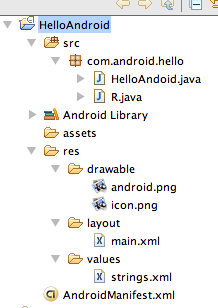 HelloAndroid
src
com.android.hello
HelloAndoid.java
R.java
Android Library
assets
res
drawable
android.png
icon.png
layout
main.xml
values
strings.xml
AndroidManifest.xml